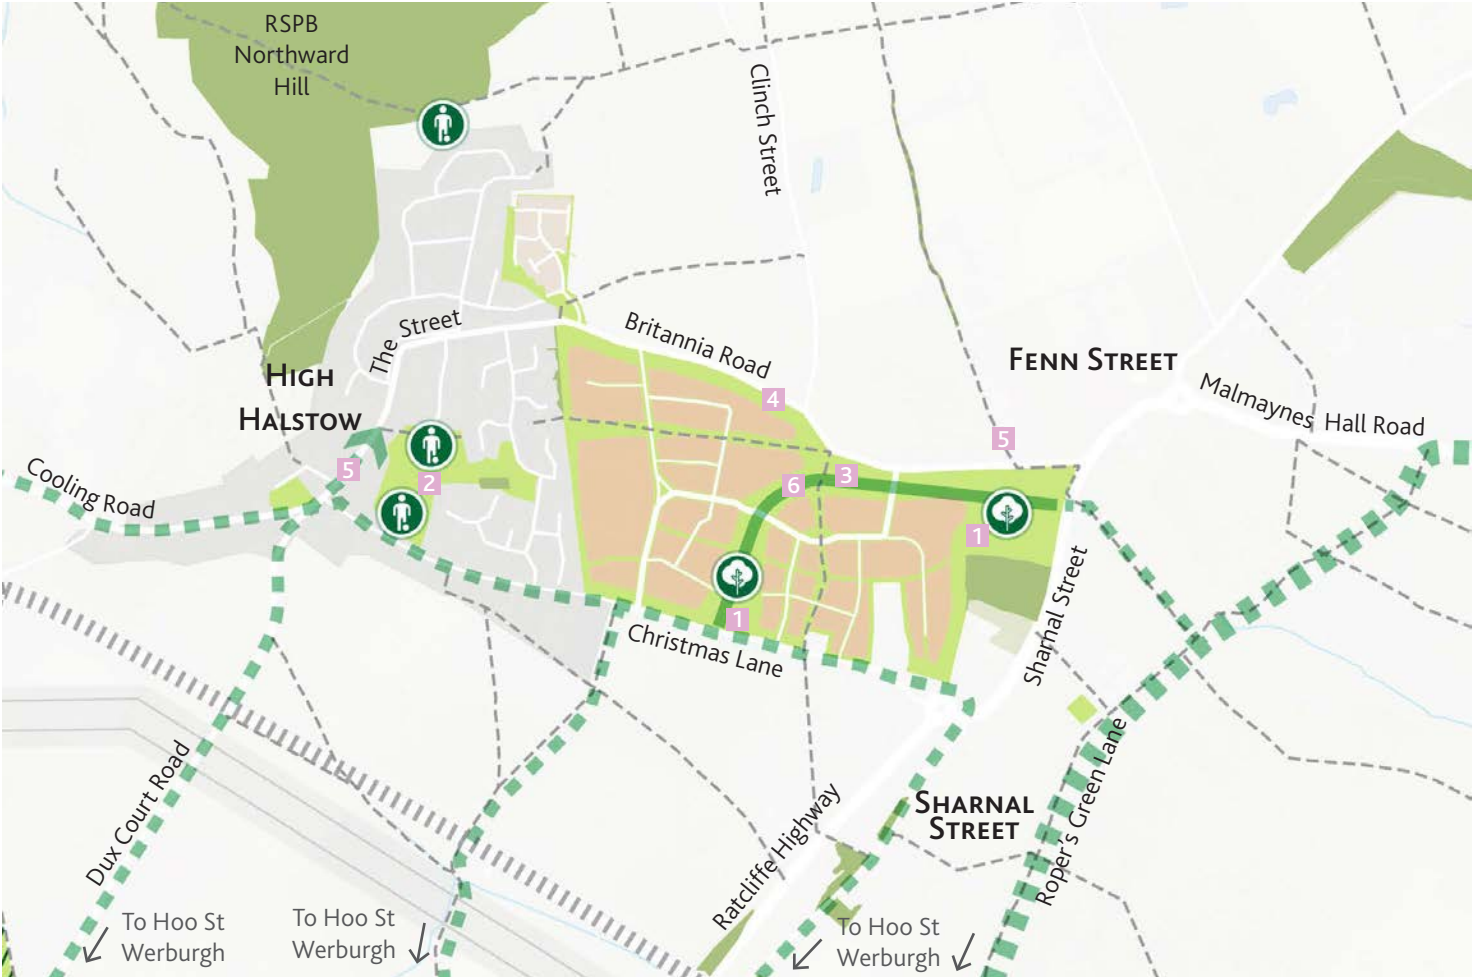 RSPB
Northward
Hill
Clinch Street
The Street
Britannia Road
HIGH
HALSTOW
FENN STREET
Malmaynes Hall Road
4
5
5
2
3
6
Cooling Road
1
1
Christmas Lane
Sharnal Street
Dux Court Road
Ratcliffe Highway
SHARNAL
STREET
Roper's Green Lane
To Hoo St
Werburgh
To Hoo St
Werburgh
To Hoo St
Werburgh